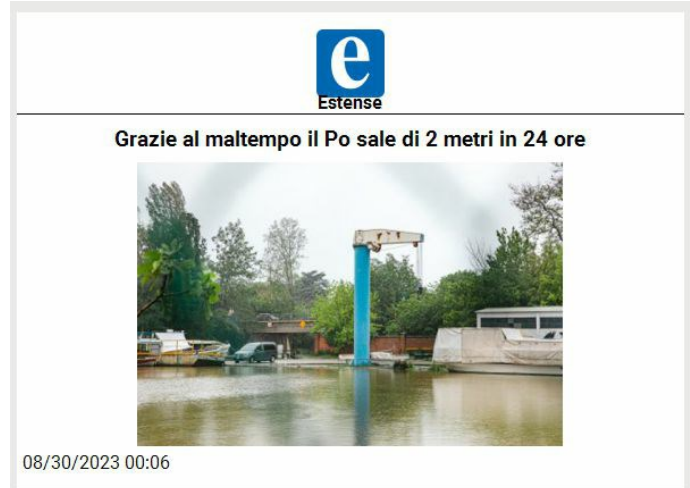 e
Estense
Grazie al maltempo il Po sale di 2 metri in 24 ore
08/30/2023 00:06